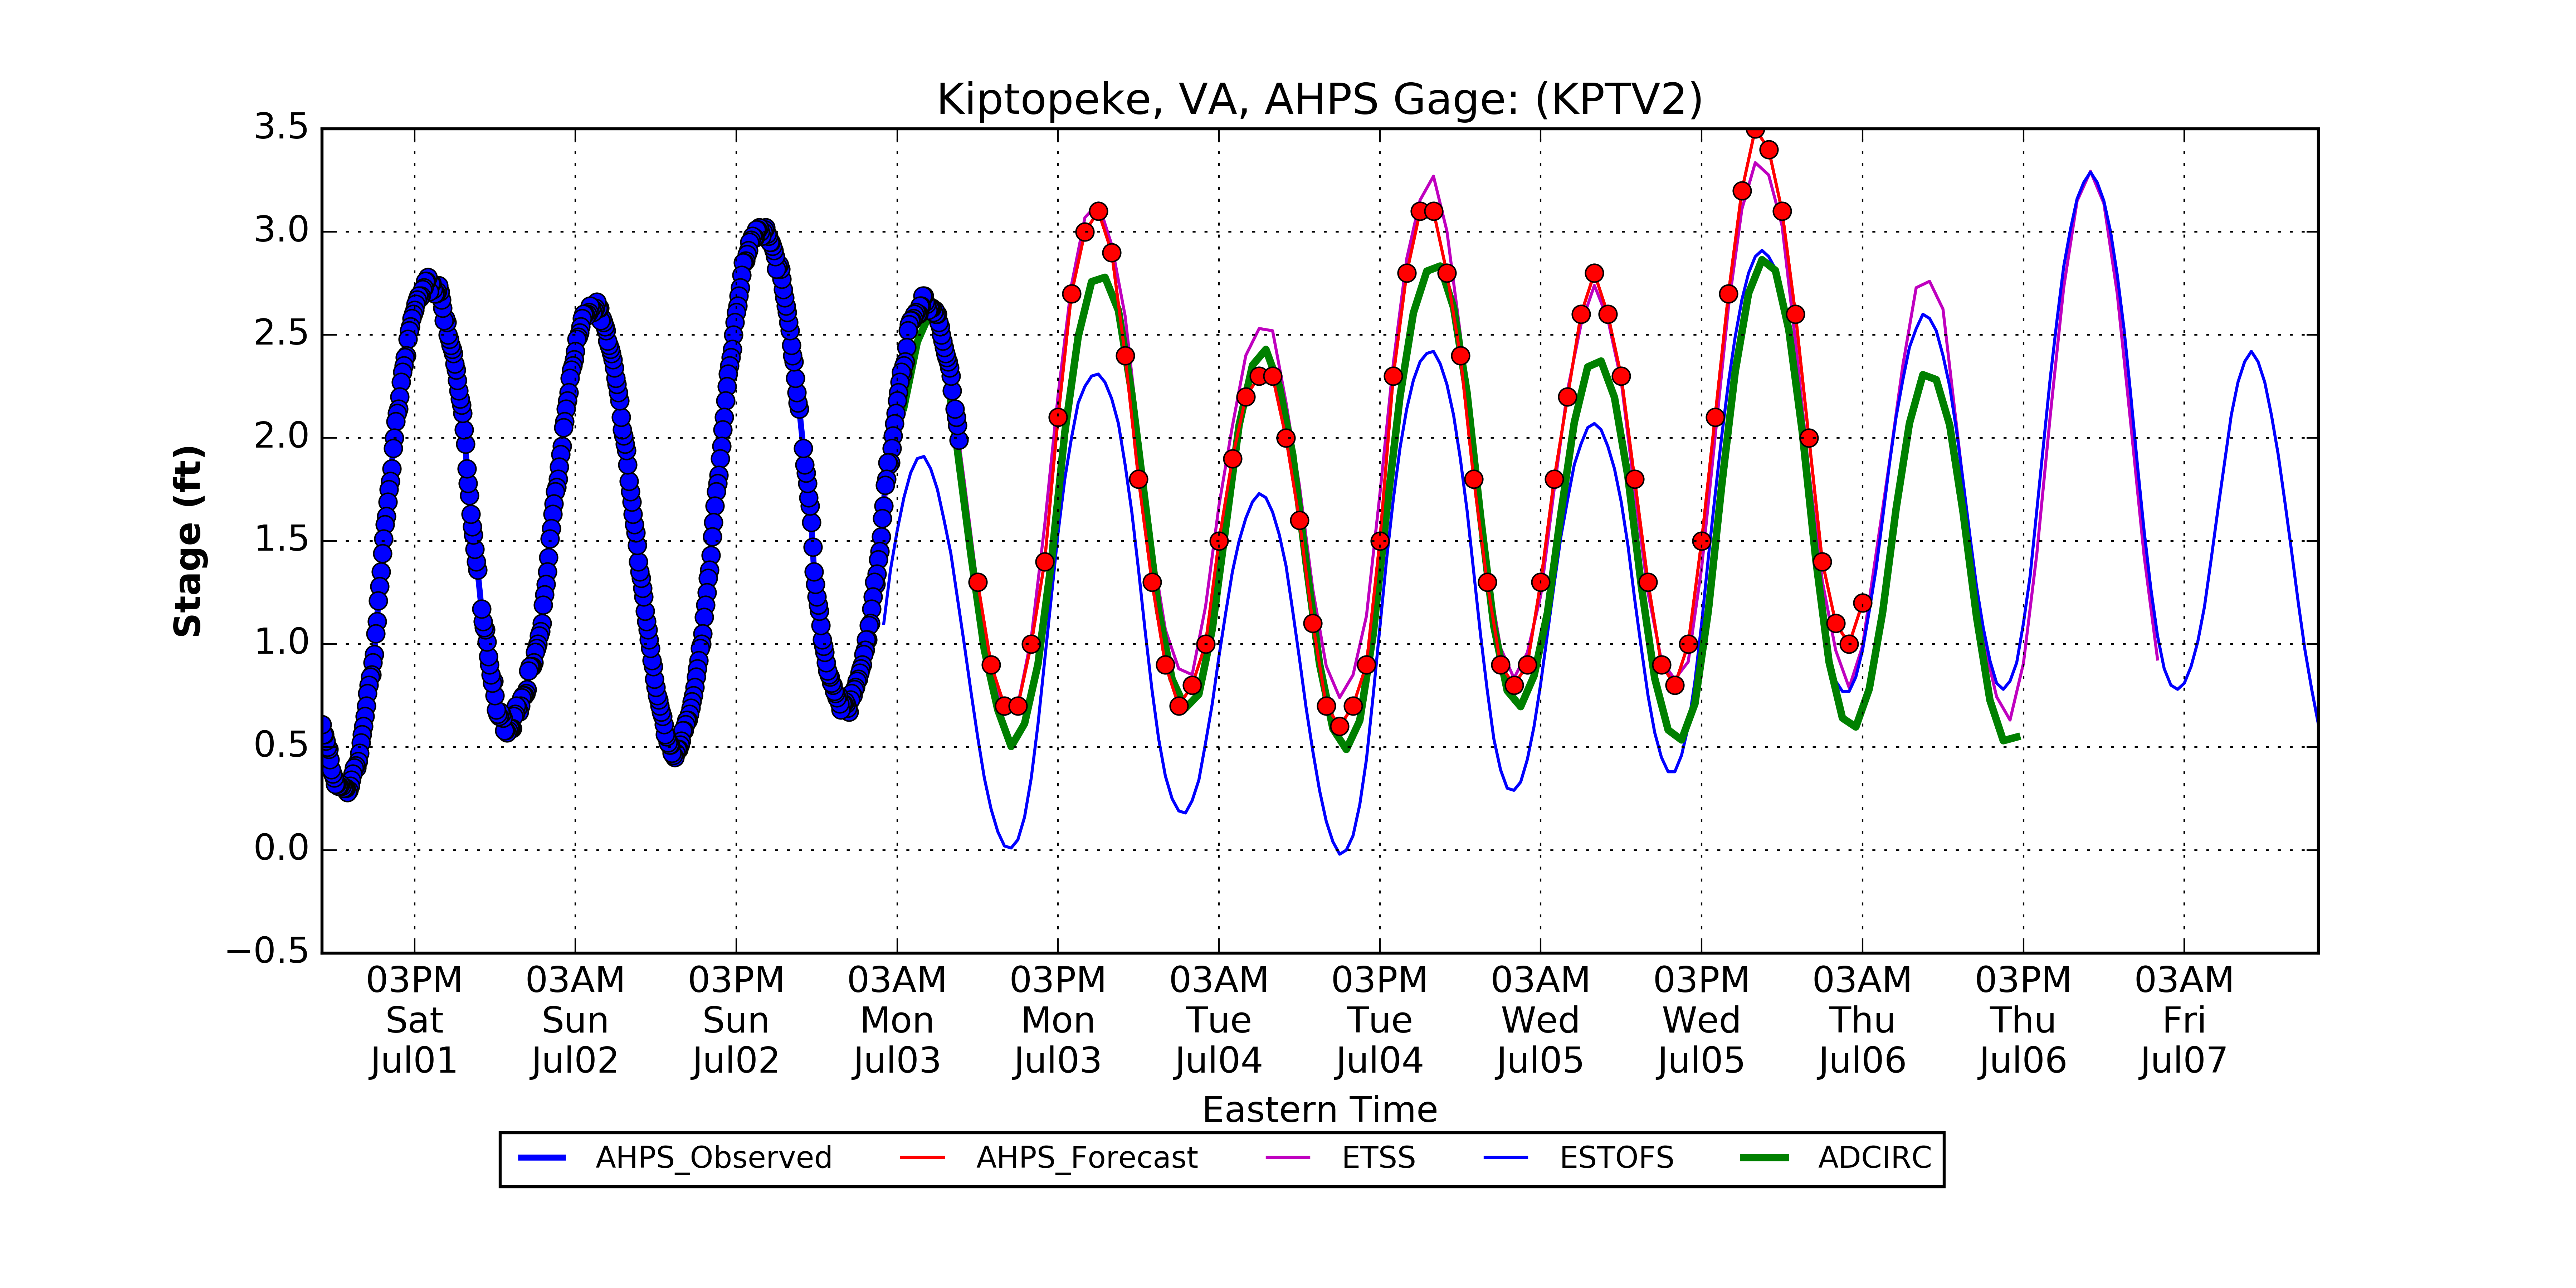 Kiptopeke, VA, AHPS Gage: (KPTV2)
3.5
3.0
2.5
2.0
1.5
1.0
0.5
0.0
−0.5
Stage (ft)
03PM 03AM 03PM 03AM 03PM 03AM 03PM 03AM 03PM 03AM 03PM 03AM
Sat Sun Sun Mon Mon Tue Tue Wed Wed Thu Thu Fri
Jul01 Jul02 Jul02 Jul03 Jul03 Jul04 Jul04 Jul05 Jul05 Jul06 Jul06 Jul07
Eastern Time
AHPS_Observed AHPS_Forecast ETSS ESTOFS ADCIRC